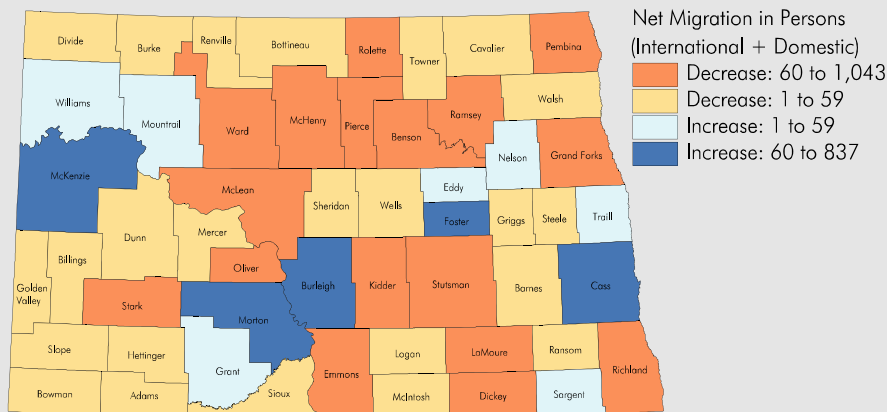 Net Migration in Persons
(International + Domestic)
Decrease: 60 to 1,043
Decrease: 1 to 59
Increase: 1 to 59
Increase: 60 to 837
Divide
Burke
Renville
Bottineau
Rolette
Towner
Cavalier
Pembina
Williams
Mountrail
Ward
McHenry
Pierce
Benson
Ramsey
Walsh
Nelson
Grand Forks
McKenzie
McLean
Sheridan
Wells
Eddy
Foster
Griggs
Steele
Traill
Dunn
Mercer
Oliver
Golden
Valley
Billings
Stark
Morton
Burleigh
Kidder
Stutsman
Barnes
Cass
Slope
Hettinger
Grant
Emmons
Logan
LaMoure
Ransom
Richland
Bowman
Adams
Sioux
McIntosh
Dickey
Sargent